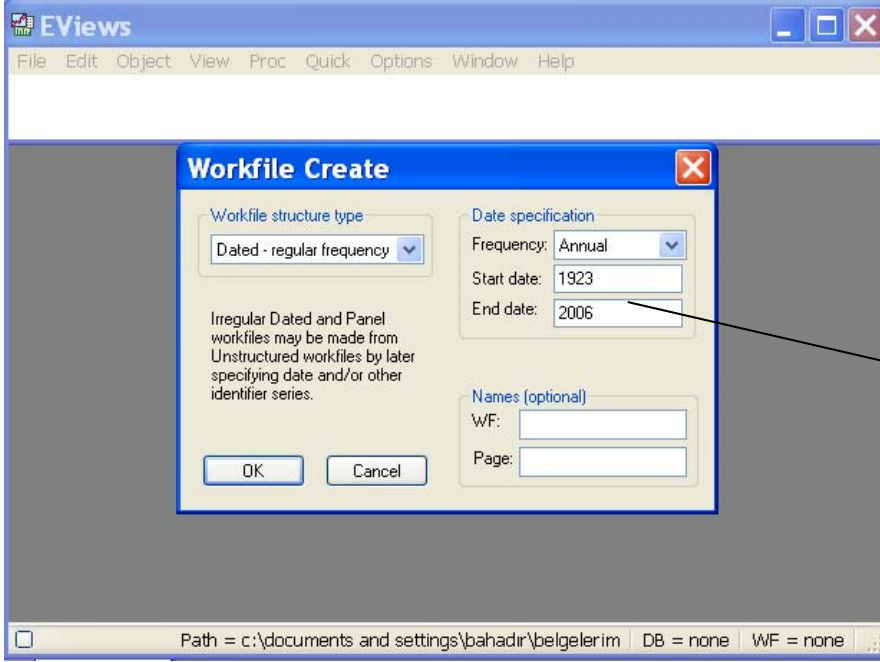 EViews
File Edit Object View Proc Quick Options Window Help
Workfile Create
Workfile structure type
Dated - regular frequency
Irregular Dated and Panel
workfiles may be made from
Unstructured workfiles by later
specifying date and/or other
identifier series.
OK Cancel
Date specification
Frequency: Annual
Start date: 1923
End date: 2006
Names (optional)
WF:
Page:
Path = c:\documents and settings\bahadır\belgelerim DB = none WF = none